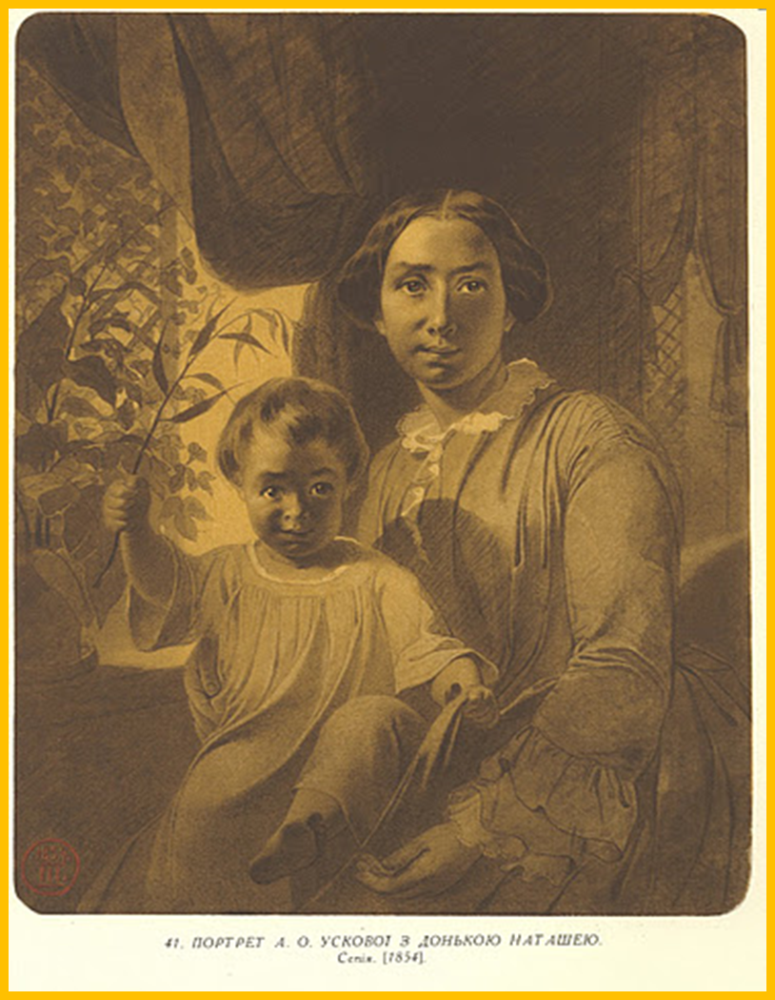 41. ПОРТРЕТ А. О. УСКОВОЇ З ДОНЬКОЮ НАТАШЕЮ.
Сепія. [1854].